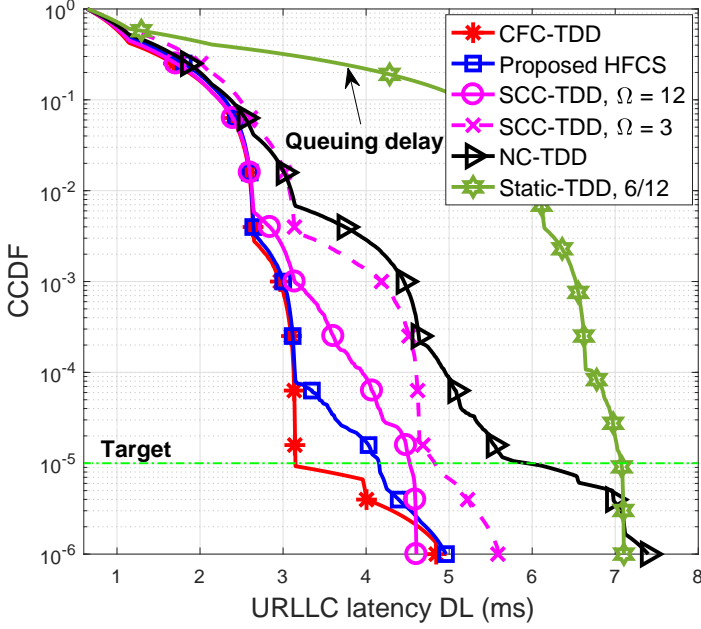 10^0
10^-1
10^-2
10^-3
10^-4
10^-5
10^-6
CCDF
CFC-TDD
Proposed HFCS
SCC-TDD, Ω = 12
SCC-TDD, Ω = 3
NC-TDD
Static-TDD, 6/12
Queuing delay
Target
1 2 3 4 5 6 7 8
URLLC latency DL (ms)